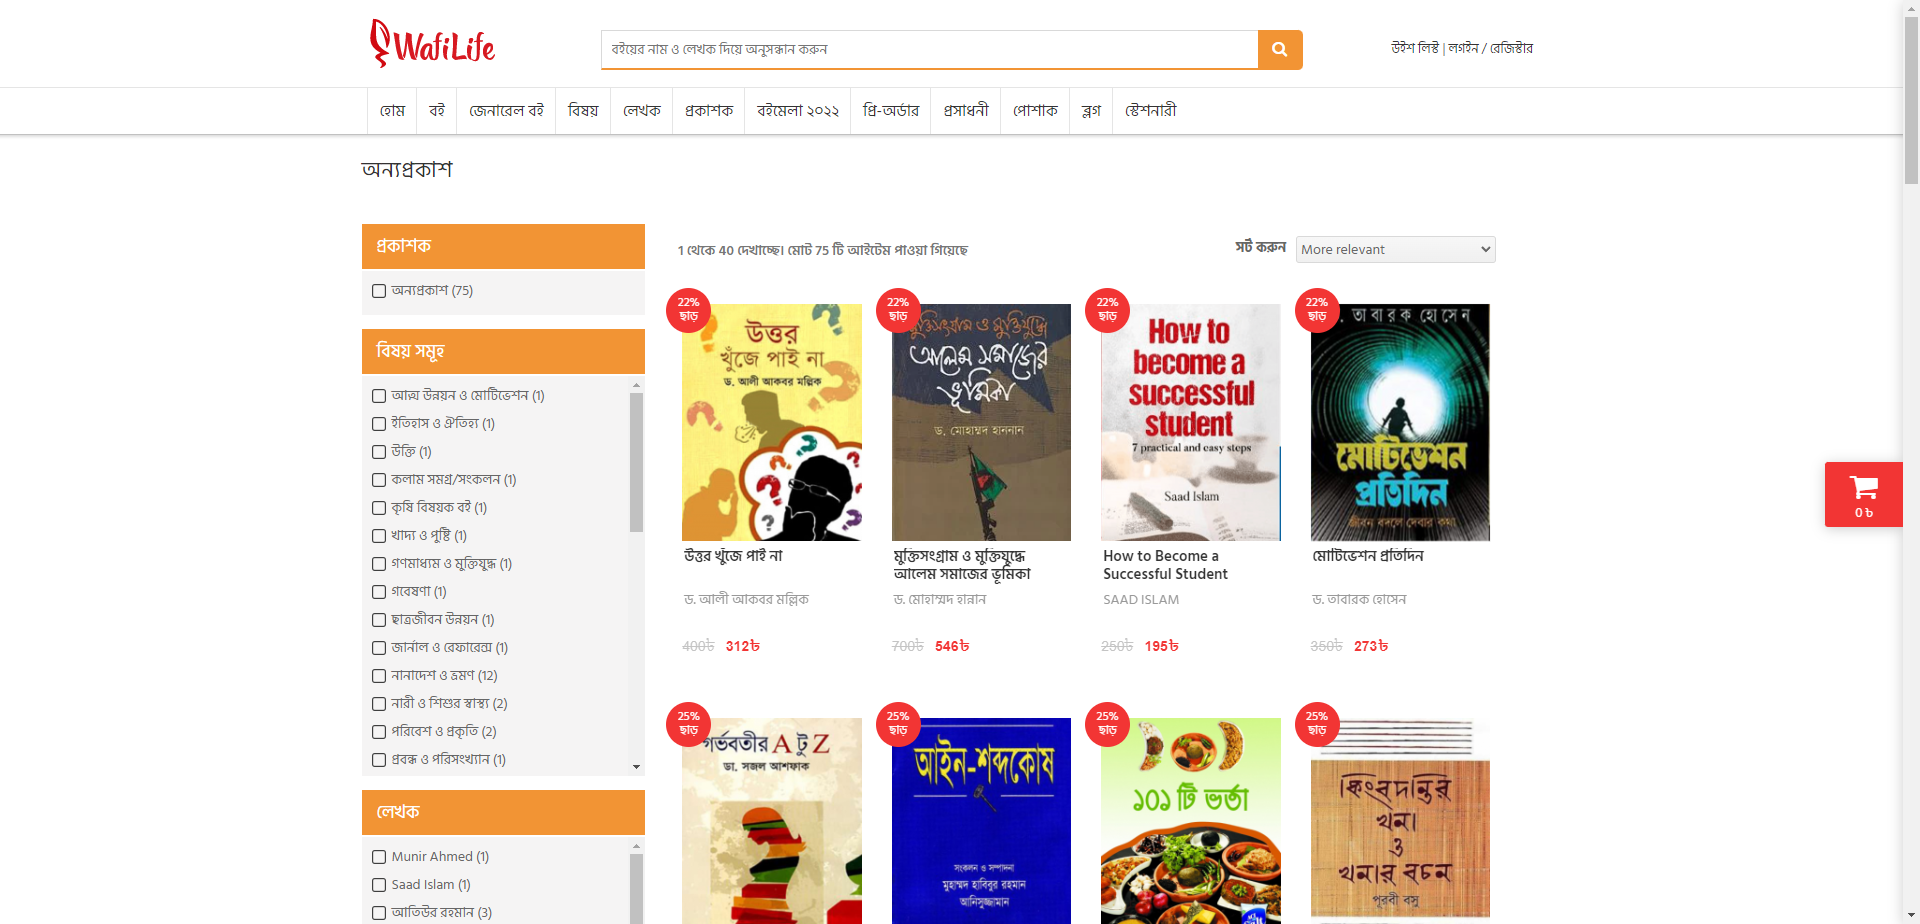 WafiLife
বইয়ের নাম ও লেখক দিয়ে অনুসন্ধান করুন
উইশ লিস্ট | লগইন / রেজিস্টার
হোম
বই
জেনারেল বই
বিষয়
লেখক
প্রকাশক
বইমেলা ২০২২
প্রি-অর্ডার
প্রসাধনী
পোশাক
ব্লগ
স্টেশনারী
অন্যপ্রকাশ
প্রকাশক
অন্যপ্রকাশ (75)
বিষয় সমূহ
আত্ম উন্নয়ন ও মোটিভেশন (1)
ইতিহাস ও ঐতিহ্য (1)
উক্তি (1)
কলাম সমগ্র/সংকলন (1)
কৃষি বিষয়ক বই (1)
খাদ্য ও পুষ্টি (1)
গণমাধ্যম ও মুক্তিযুদ্ধ (1)
গবেষণা (1)
ছাত্রজীবন উন্নয়ন (1)
জার্নাল ও রেফারেন্স (1)
নানাদেশ ও ভ্রমণ (12)
নারী ও শিশুর স্বাস্থ্য (2)
পরিবেশ ও প্রকৃতি (2)
প্রবন্ধ ও পরিসংখ্যান (1)
লেখক
Munir Ahmed (1)
Saad Islam (1)
আতিউর রহমান (3)
1 থেকে 40 দেখাচ্ছে। মোট 75 টি আইটেম পাওয়া গিয়েছে
সর্ট করুন
More relevant
22%
ছাড়
উত্তর
খুঁজে পাই না
ড. আলী আকবর মল্লিক
উত্তর খুঁজে পাই না
ড. আলী আকবর মল্লিক
400৳ 312৳
22%
ছাড়
মুক্তিসংগ্রাম ও মুক্তিযুদ্ধে
আলেম সমাজের
ভূমিকা
ড. মোহাম্মদ হাননান
মুক্তিসংগ্রাম ও মুক্তিযুদ্ধে
আলেম সমাজের ভূমিকা
ড. মোহাম্মদ হান্নান
700৳ 546৳
22%
ছাড়
How to
become a
successful
student
7 practical and easy steps
Saad Islam
How to Become a
Successful Student
SAAD ISLAM
250৳ 195৳
22%
ছাড়
. তাবারক হোসেন
মোটিভেশন
প্রতিদিন
জীবন বদলে দেবার কথা
মোটিভেশন প্রতিদিন
ড. তাবারক হোসেন
350৳ 273৳
0 ৳
25%
ছাড়
গর্ভবতীর A টু Z
ডা. সজল আশফাক
25%
ছাড়
আইন-শব্দকোষ
সংকলন ও সম্পাদনা
মুহাম্মদ হাবিবুর রহমান
আনিসুজ্জামান
25%
ছাড়
১০১ টি ভর্তা
25%
ছাড়
কিংবদন্তির
খনা
ও
খনার বচন
পূরবী বসু